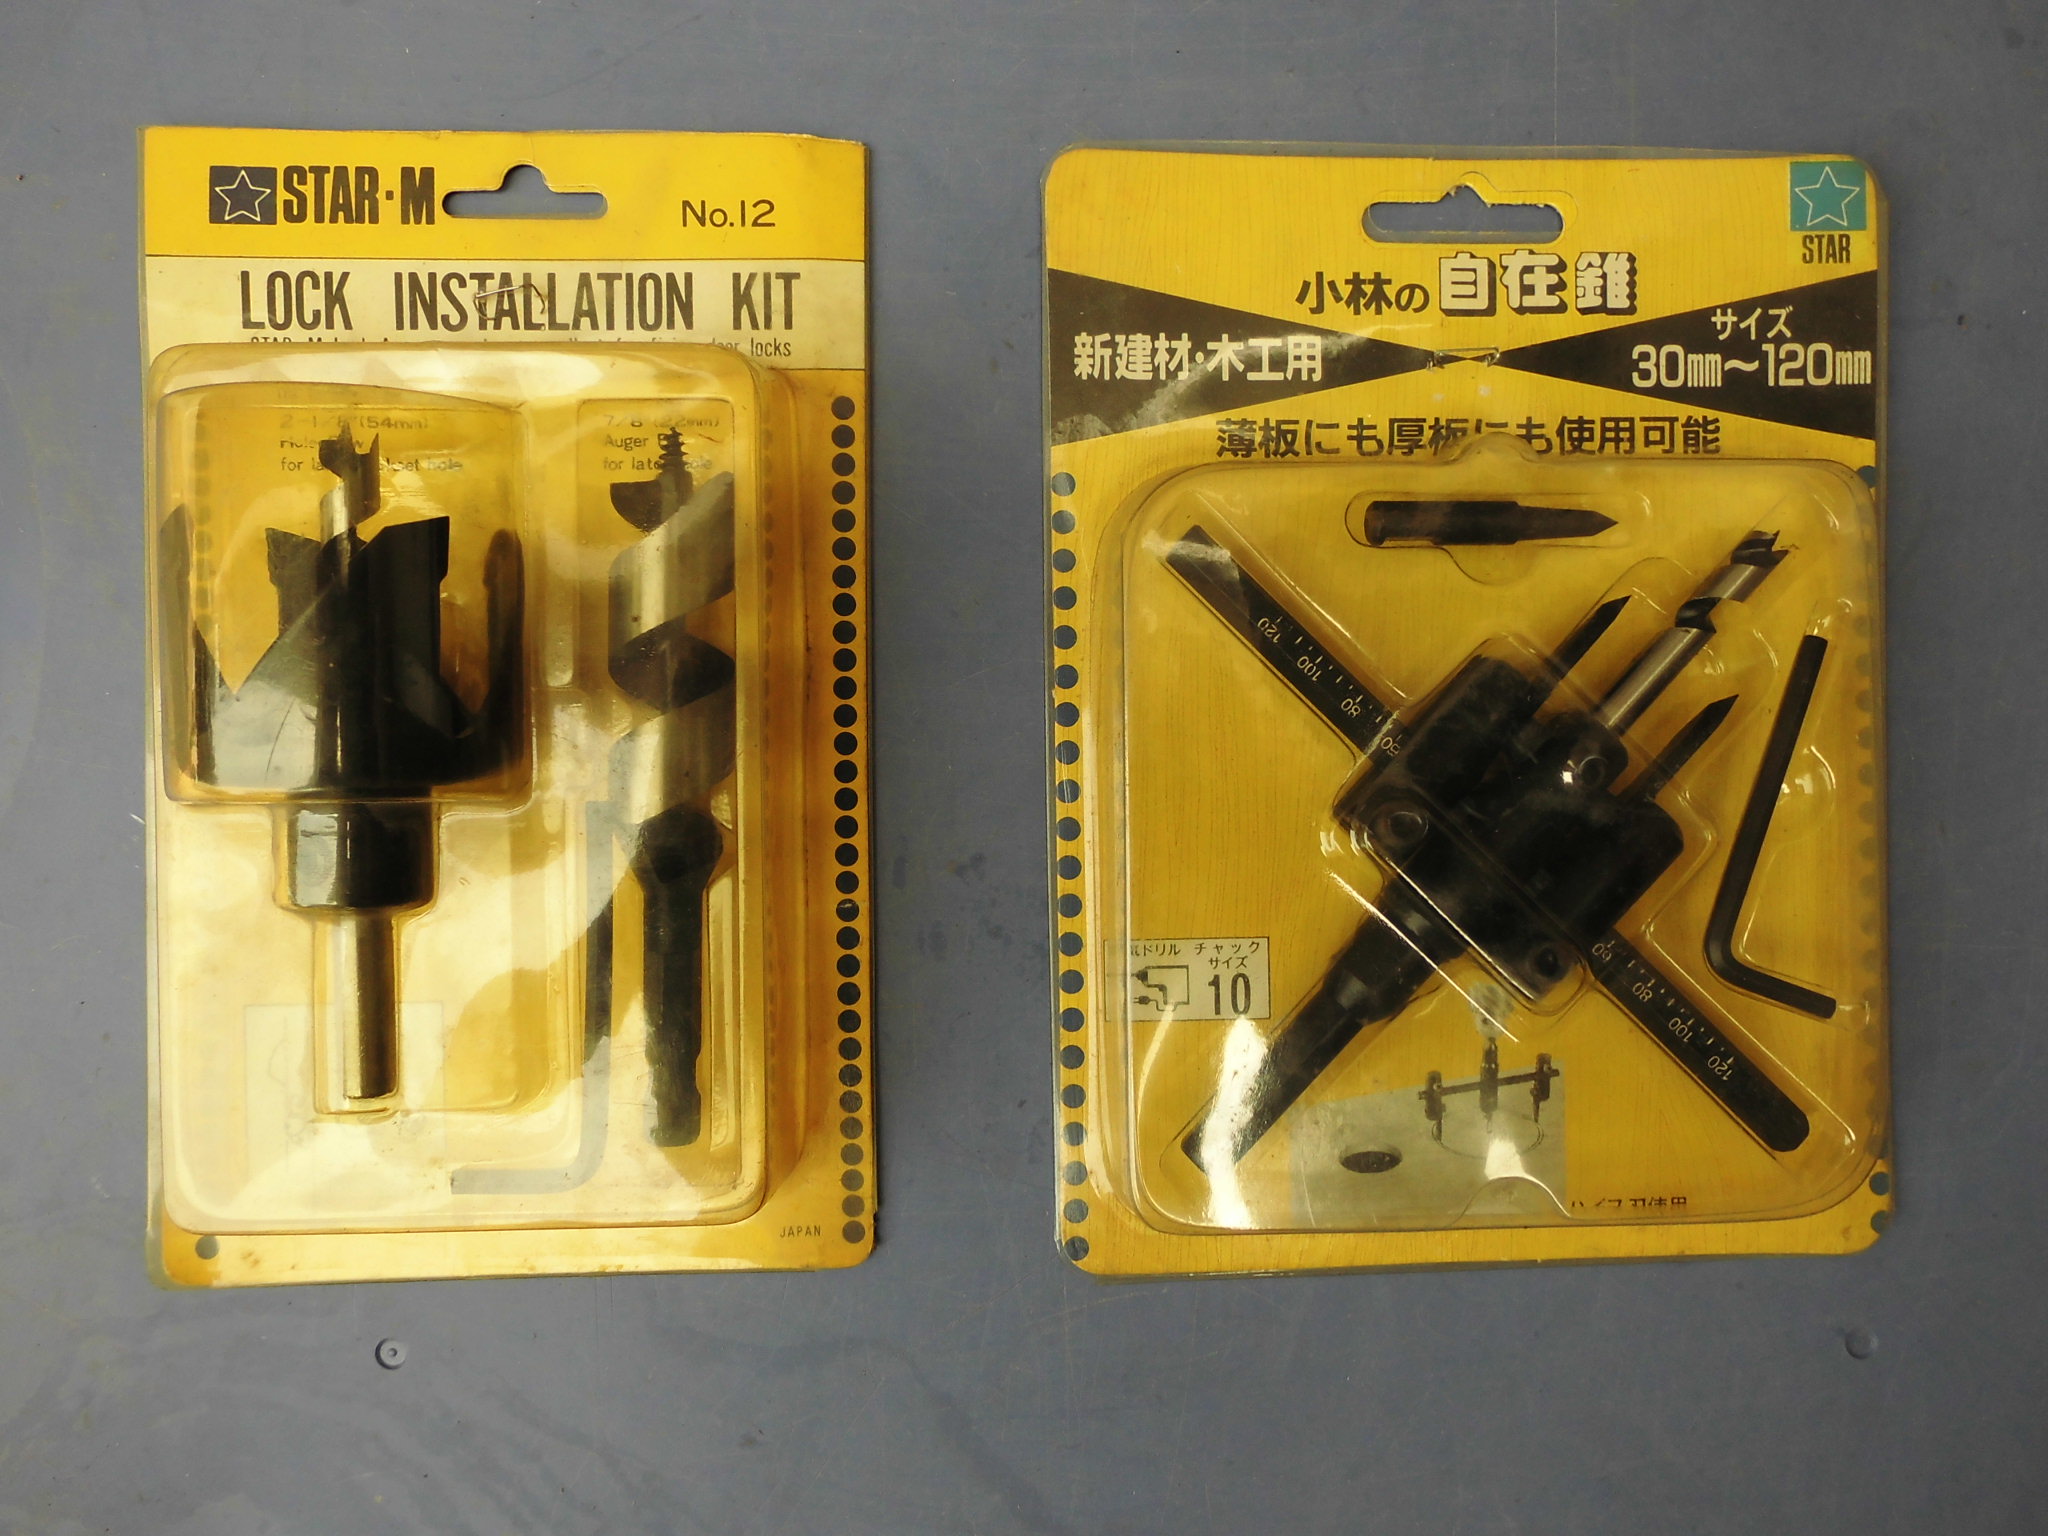 STAR·M
No.12
LOCK INSTALLATION KIT
locks
2-1/8"(54mm)
for hole
7/8"(22mm)
Auger
for
JAPAN
STAR
小林の自在錐
新建材・木工用
サイズ
30mm～120mm
薄板にも厚板にも使用可能
120 100 80 60
60 80 100 120
ドリル チャック
サイズ
10